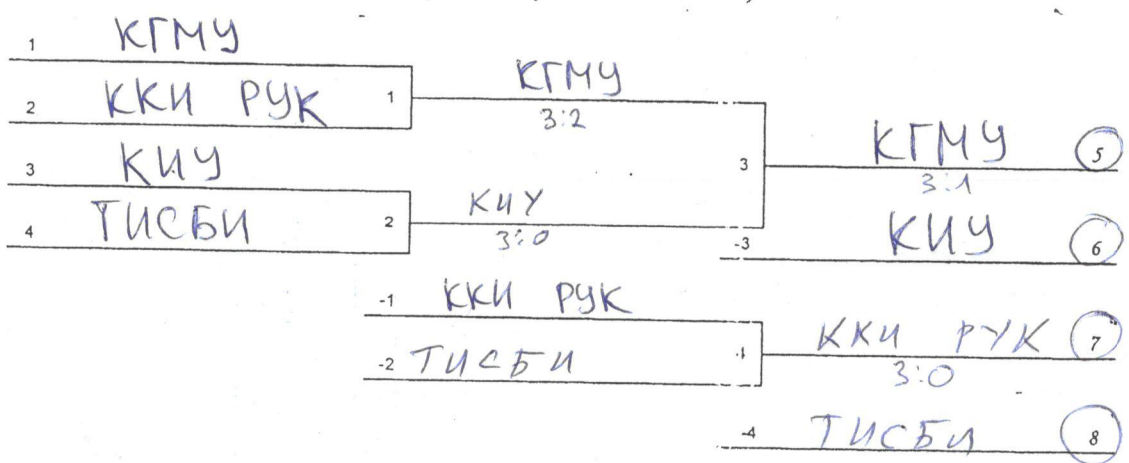 1 КГМУ
2 ККИ РУК
1 КГМУ
3:2
3 КИУ
4 ТИСБИ
2 КИУ
3:0
3 КГМУ 5
3:1
-3 КИУ 6
-1 ККИ РУК
-2 ТИСБИ
4 ККИ РУК 7
3:0
-4 ТИСБИ 8